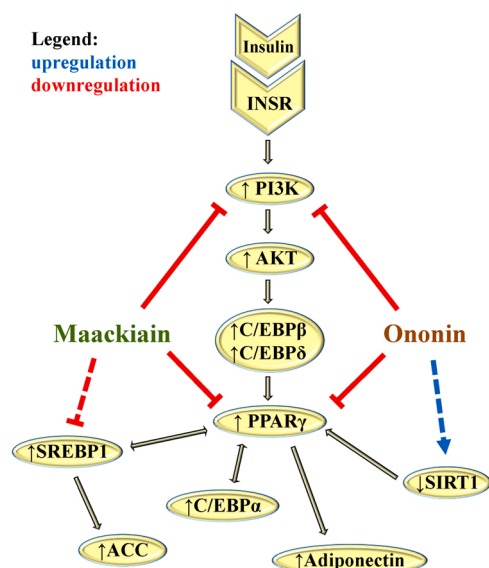 Legend:
upregulation
downregulation
Insulin
INSR
↑ PI3K
↑ AKT
↑C/EBPβ
↑C/EBPδ
Maackiain
Ononin
↑ PPARγ
↑SREBP1
↓SIRT1
↑C/EBPα
↑ACC
↑Adiponectin